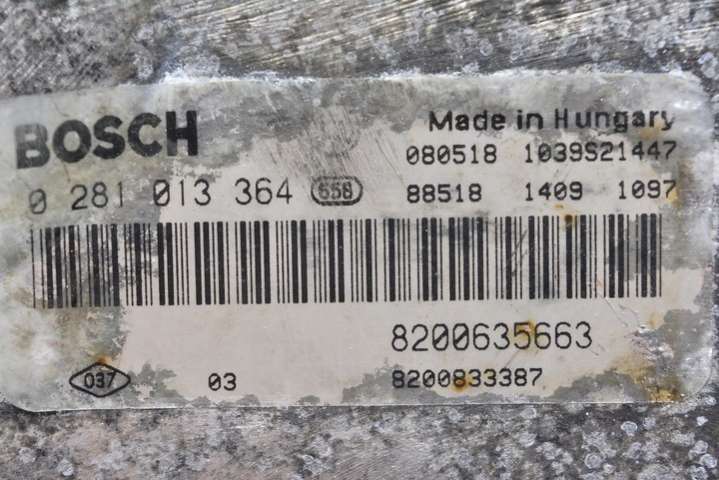 BOSCH
Made in Hungary
080518 1039S21447
0 281 013 364 558
88518 1409 1097
8200635663
037 03 8200833387